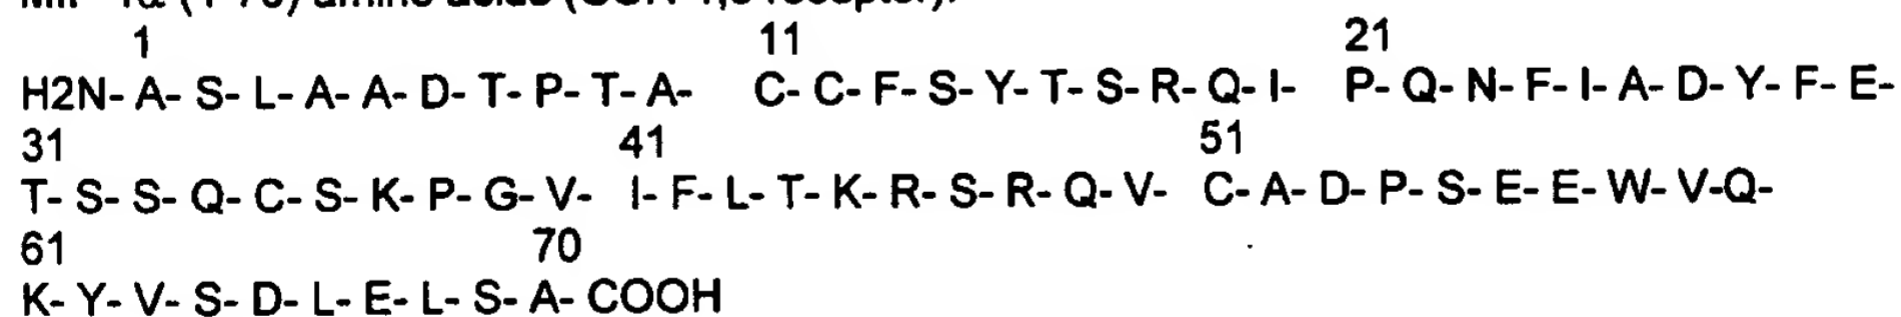 1 11 21
H2N- A- S- L- A- A- D- T- P- T- A- C- C- F- S- Y- T- S- R- Q- I- P- Q- N- F- I- A- D- Y- F- E-
31 41 51
T- S- S- Q- C- S- K- P- G- V- I- F- L- T- K- R- S- R- Q- V- C- A- D- P- S- E- E- W- V-Q-
61 70
K- Y- V- S- D- L- E- L- S- A- COOH